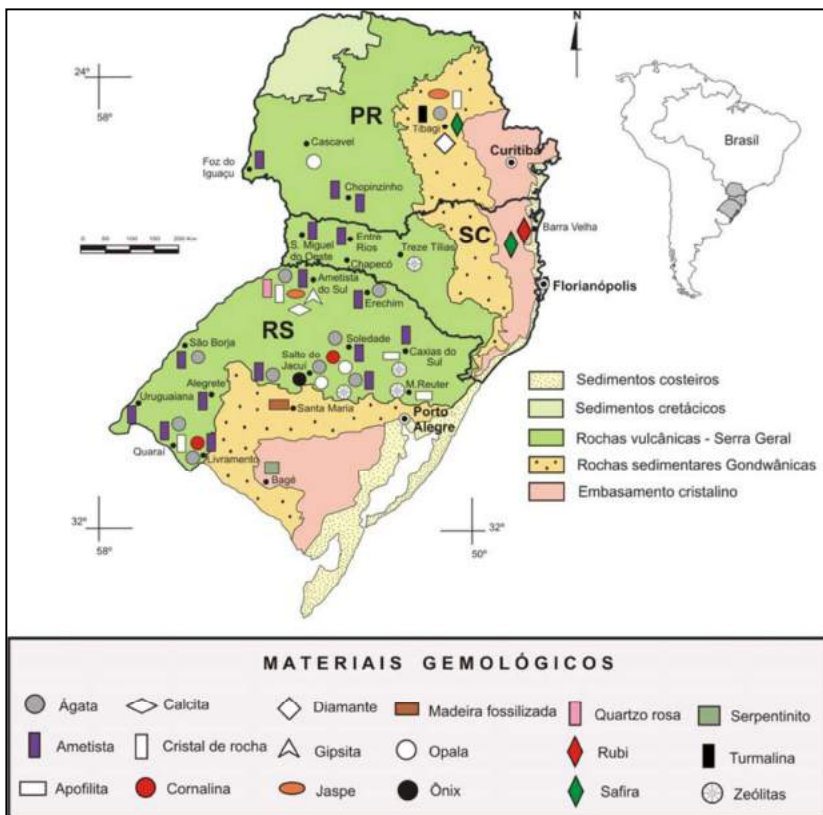 N
24°
58°
PR
Tibagi
Cascavel
Foz do
Iguaçu
Curitiba
Brasil
Chopinzinho
200 Km
S. Miguel
do Oeste
Entre
Rios
Treze Tílias
SC
Barra Velha
Chapecó
Florianópolis
Ametista
do Sul
Erechim
RS
São Borja
Soledade
Salto do
Jacuí
Caxias do
Sul
Alegrete
Uruguaiana
M.Reuter
Santa Maria
Porto
Alegre
Quaraí
Livramento
Bagé
Sedimentos costeiros
Sedimentos cretácicos
Rochas vulcânicas - Serra Geral
Rochas sedimentares Gondwânicas
Embasamento cristalino
32°
58°
32°
50°
MATERIAIS GEMOLÓGICOS
Ágata Calcita Diamante Madeira fossilizada Quartzo rosa Serpentinito
Ametista Cristal de rocha Gipsita Opala Rubi Turmalina
Apofilita Cornalina Jaspe Ônix Safira Zeólitas